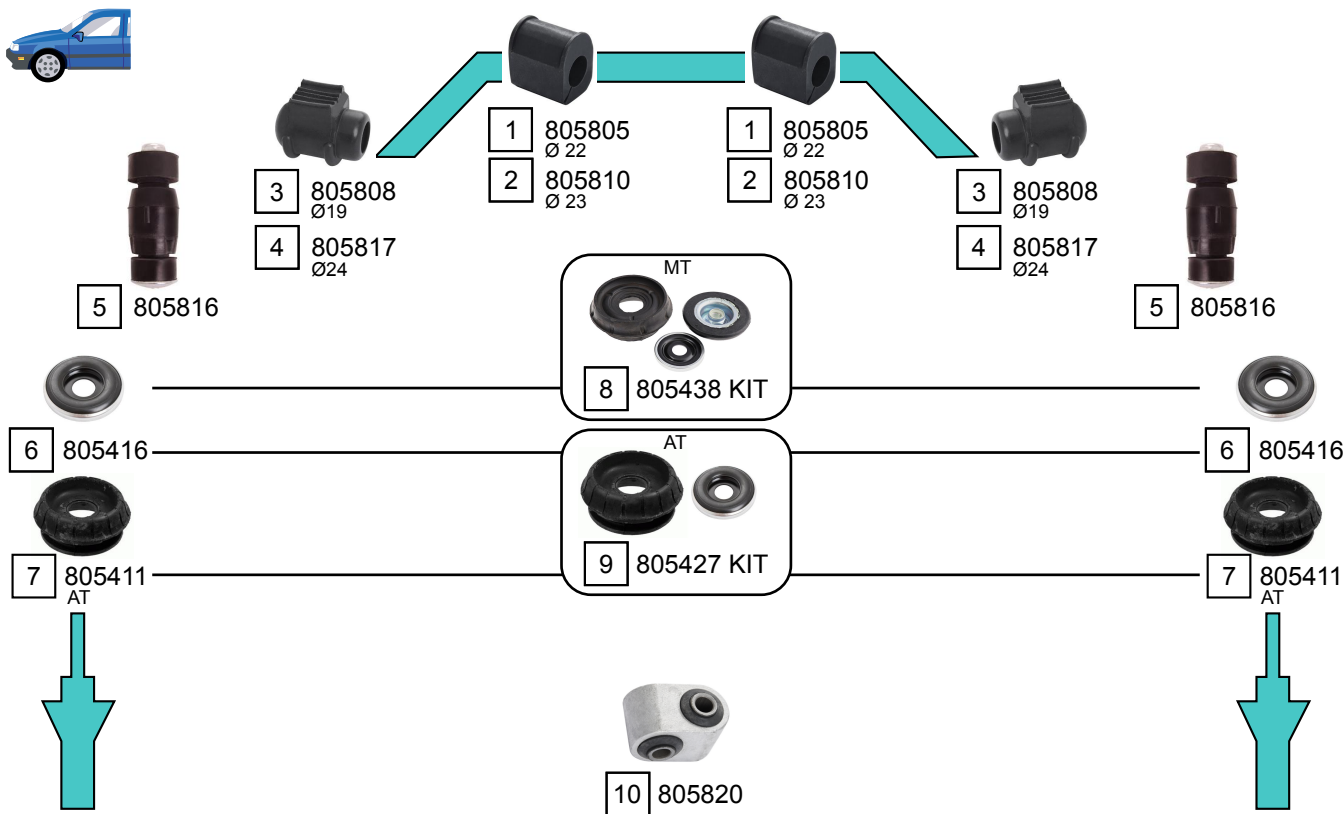 1 805805
Ø 22
2 805810
Ø 23
1 805805
Ø 22
2 805810
Ø 23
3 805808
Ø19
4 805817
Ø24
3 805808
Ø19
4 805817
Ø24
5 805816
5 805816
MT
8 805438 KIT
6 805416
6 805416
AT
9 805427 KIT
7 805411
AT
7 805411
AT
10 805820